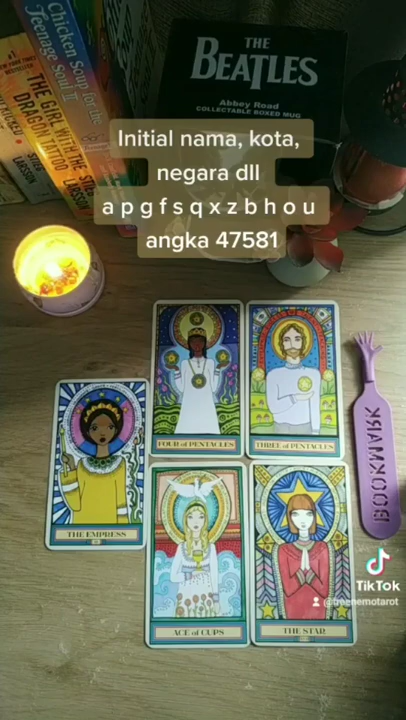 Chicken Soup for the
Teenage Soul II
THE GIRL WITH THE
DRAGON TATTOO
STIEG
LARSSON
THE
BEATLES
Abbey Road
COLLECTABLE BOXED MUG
Initial nama, kota,
negara dll
a p g f s q x z b h o u
angka 47581
FOUR of PENTACLES
THREE of PENTACLES
THE EMPRESS
ACE of CUPS
THE STAR
BOOKMARK
TikTok